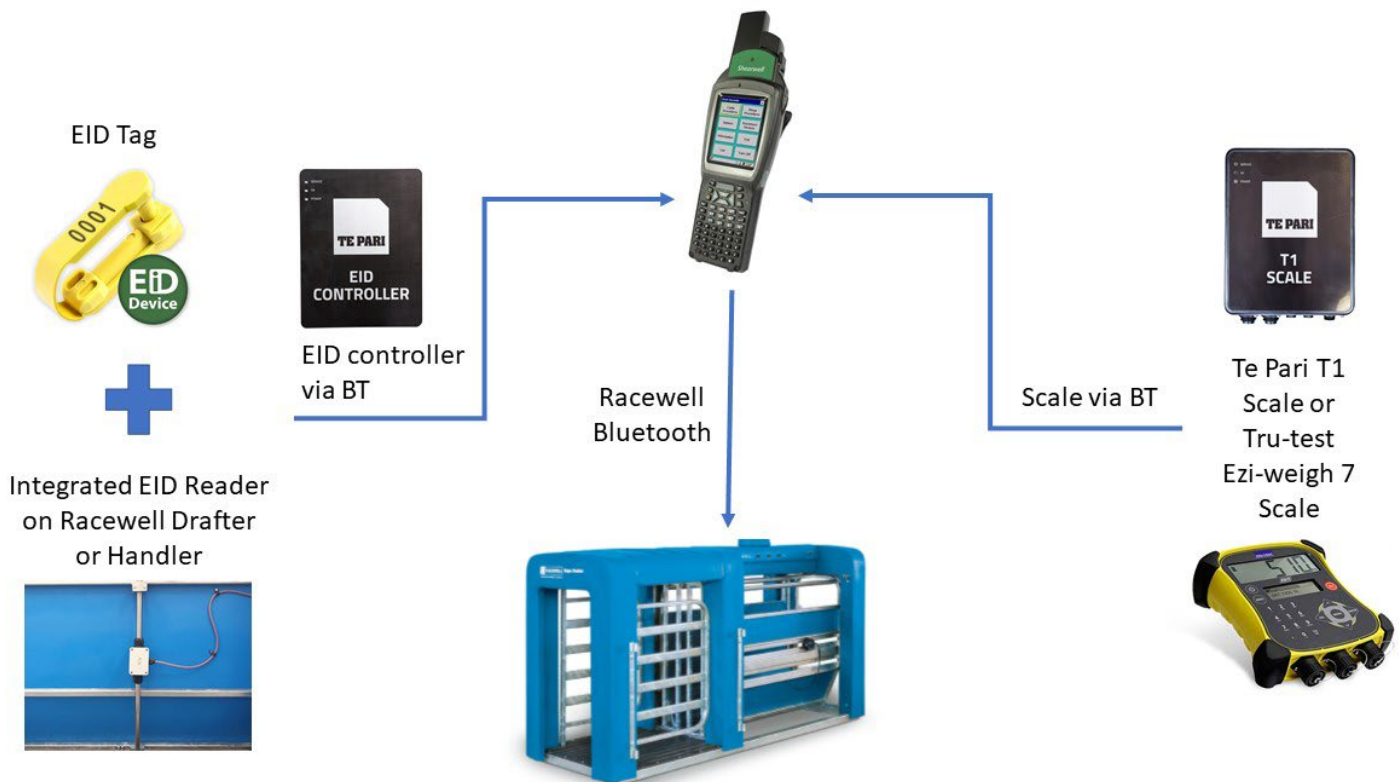 EID Tag
0001
EiD
Device
TE PARI
EID
CONTROLLER
EID controller
via BT
Integrated EID Reader
on Racewell Drafter
or Handler
Shearwell
Racewell
Bluetooth
Scale via BT
TE PARI
T1
SCALE
Te Pari T1
Scale or
Tru-test
Ezi-weigh 7
Scale